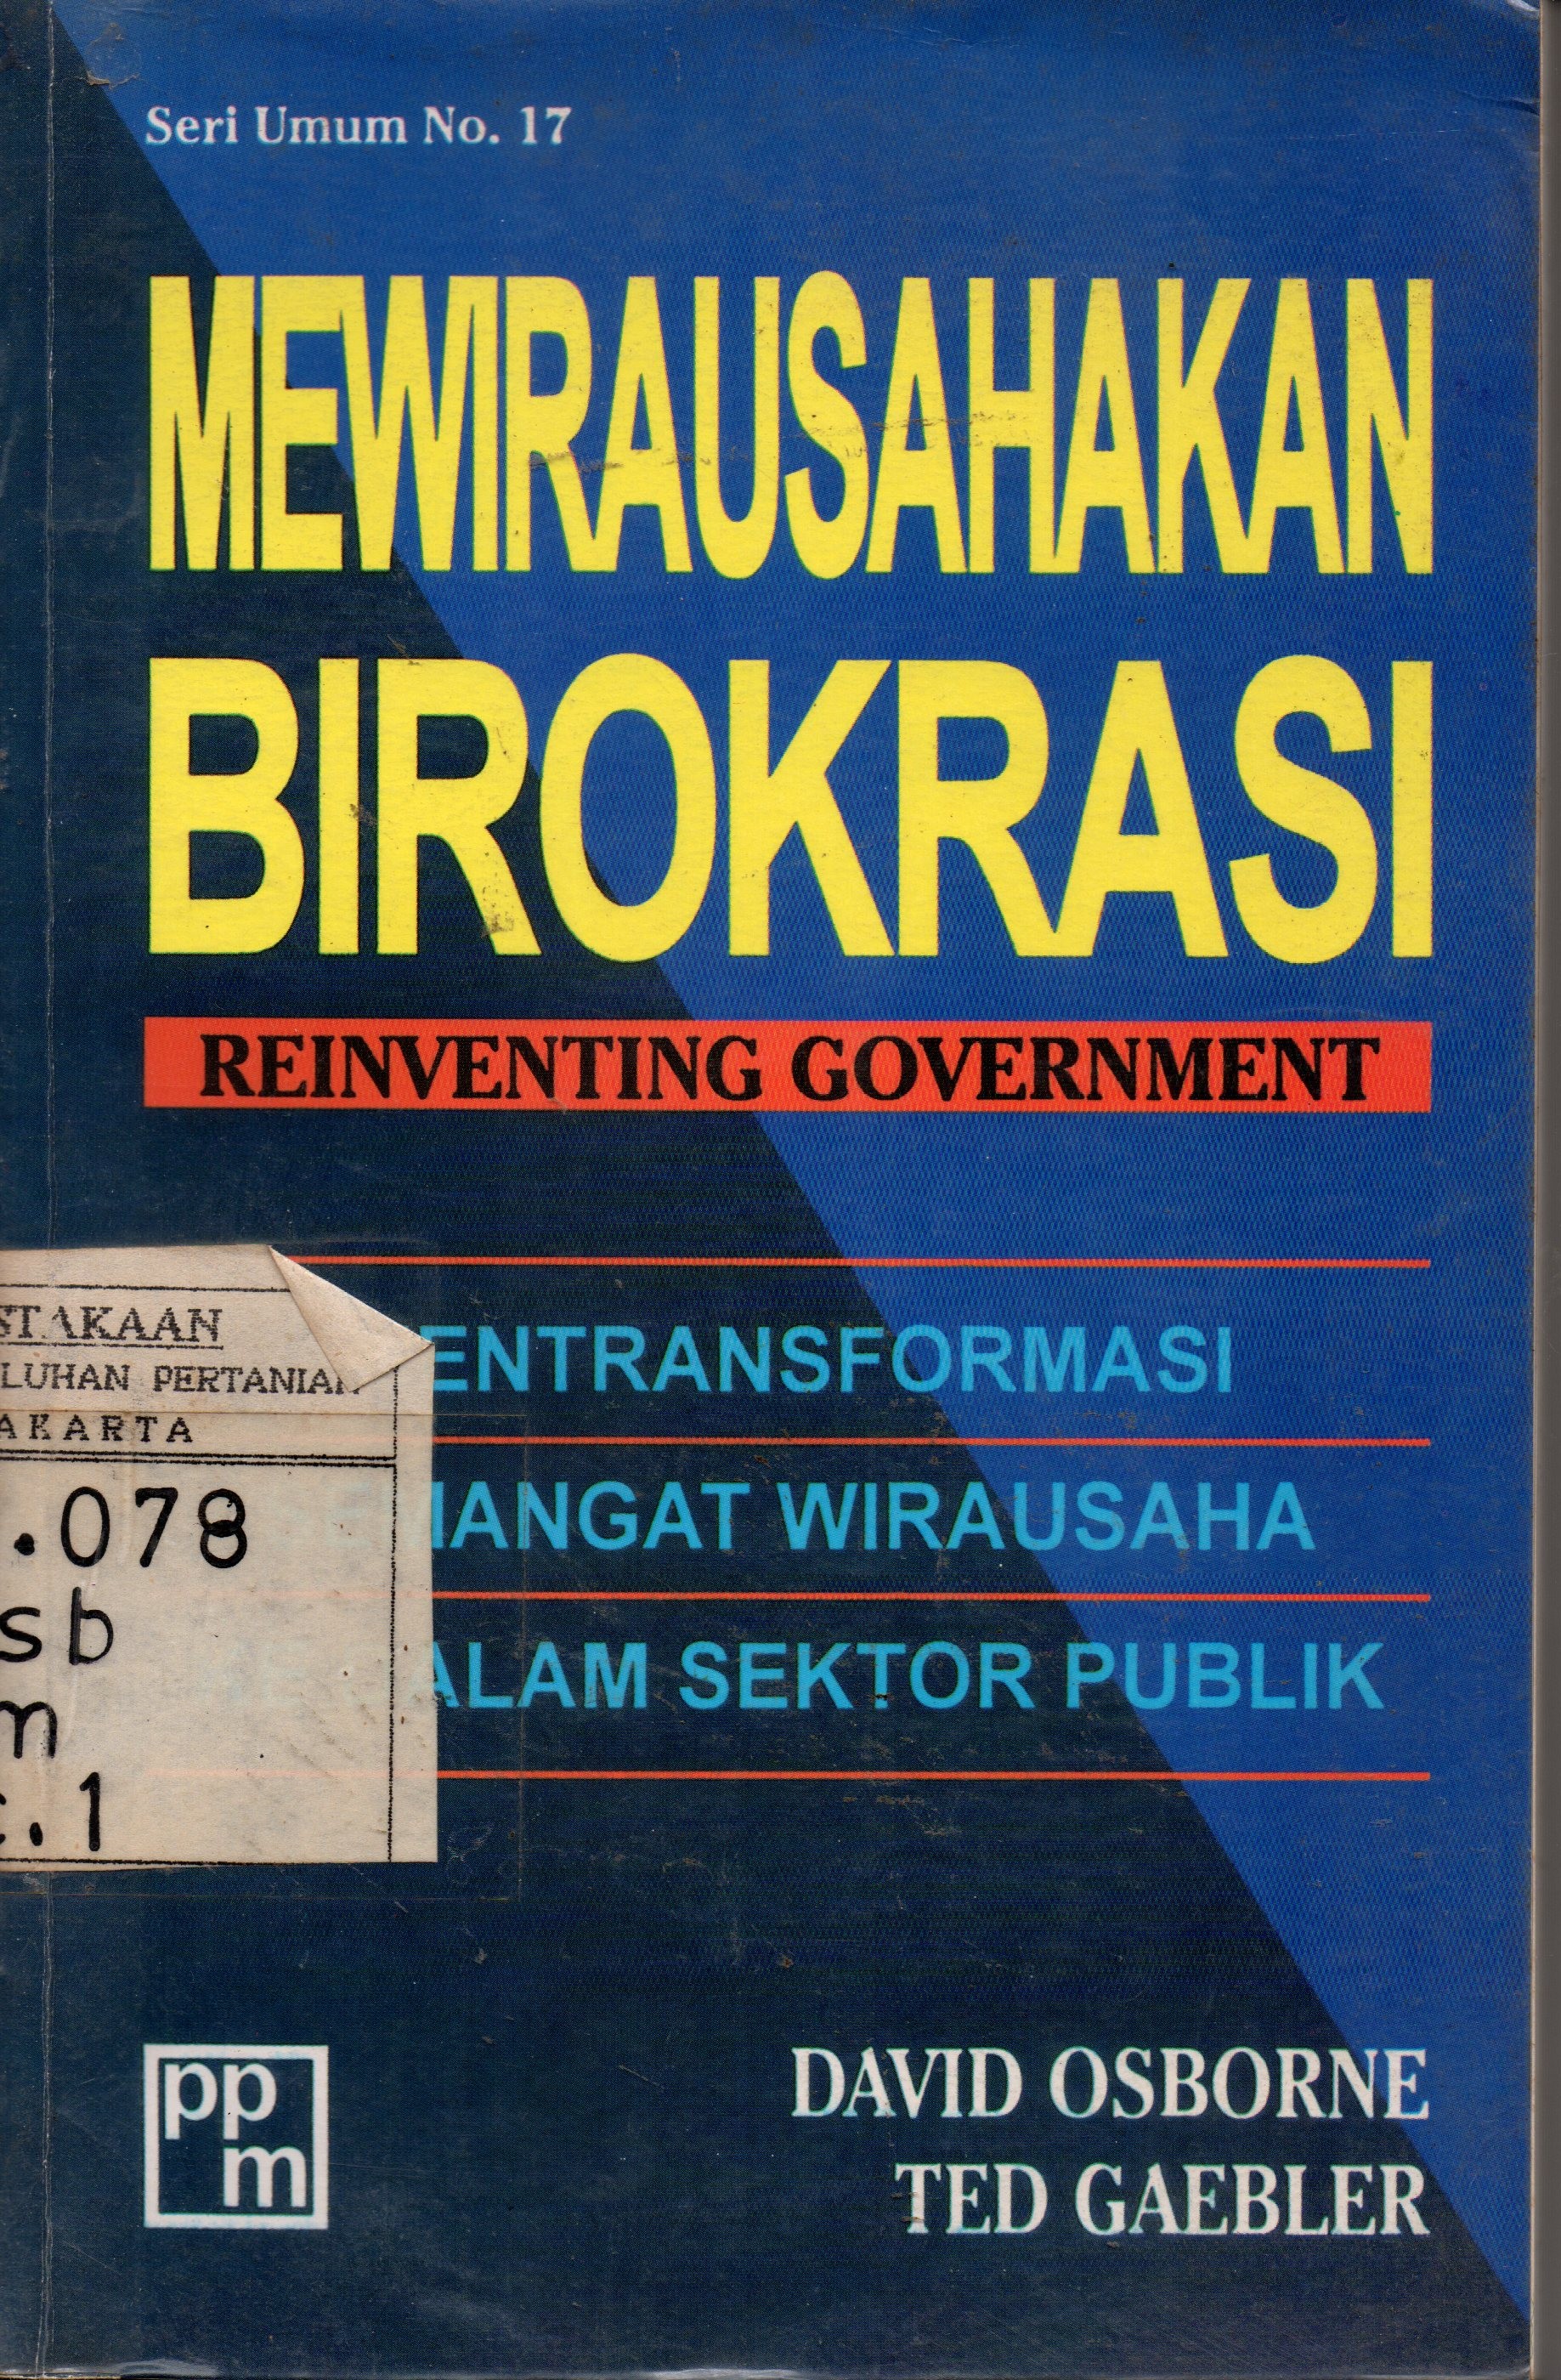 Seri Umum No. 17
MEWIRAUSAHAKAN
BIROKRASI
REINVENTING GOVERNMENT
STAKAAN
LUHAN PERTANIAN
AKARTA
.078
sb
m
c.1
ENTRANSFORMASI
MANGAT WIRAUSAHA
ALAM SEKTOR PUBLIK
ppm
DAVID OSBORNE
TED GAEBLER